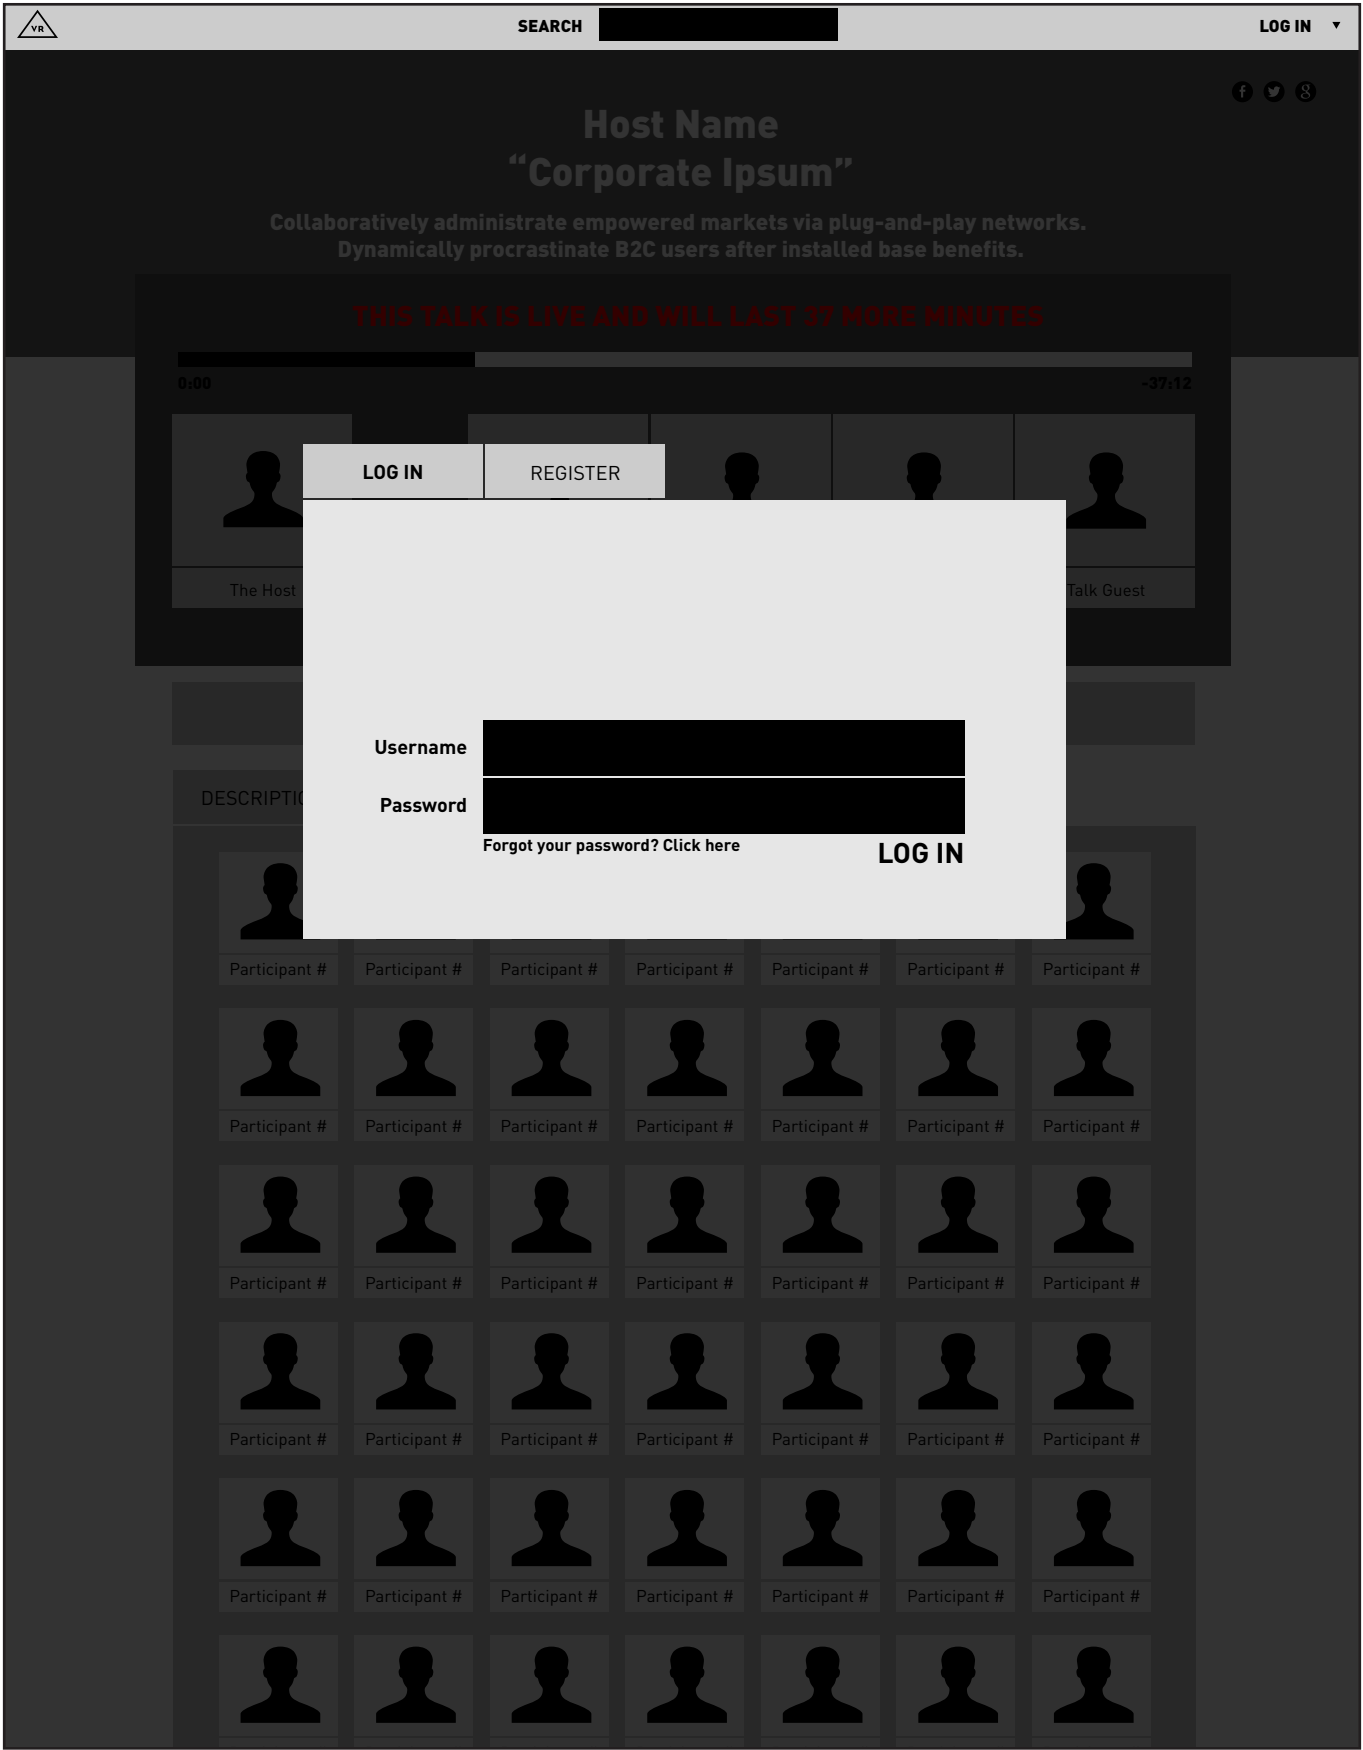 VR
SEARCH
LOG IN
Host Name
“Corporate Ipsum”
Collaboratively administrate empowered markets via plug-and-play networks.
Dynamically procrastinate B2C users after installed base benefits.
THIS TALK IS LIVE AND WILL LAST 37 MORE MINUTES
0:00 -37:12
LOG IN REGISTER
The Host
Talk Guest
Username
Password
Forgot your password? Click here
LOG IN
Participant # Participant # Participant # Participant # Participant # Participant # Participant #
Participant # Participant # Participant # Participant # Participant # Participant # Participant #
Participant # Participant # Participant # Participant # Participant # Participant # Participant #
Participant # Participant # Participant # Participant # Participant # Participant # Participant #
Participant # Participant # Participant # Participant # Participant # Participant # Participant #